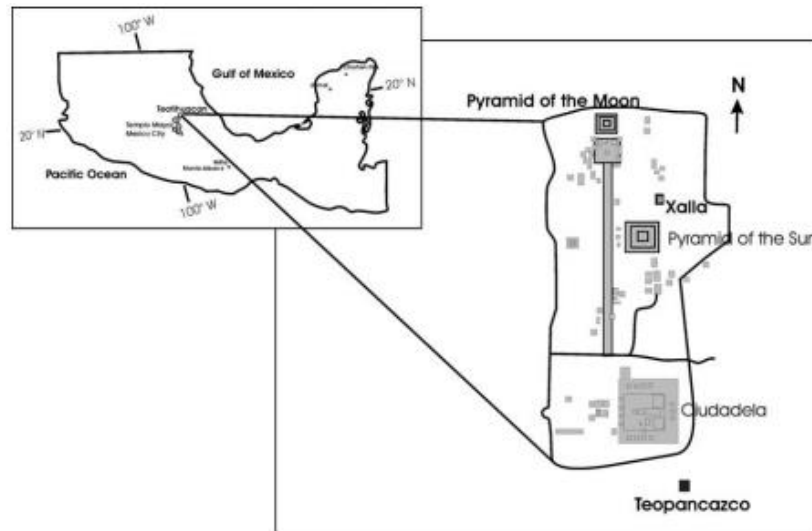 100° W
Gulf of Mexico
20° N
Teotihuacan
Templo Mayor
Mexico City
20° N
Pacific Ocean
100° W
Pyramid of the Moon
N
Xalla
Pyramid of the Sun
Ciudadela
Teopancazco